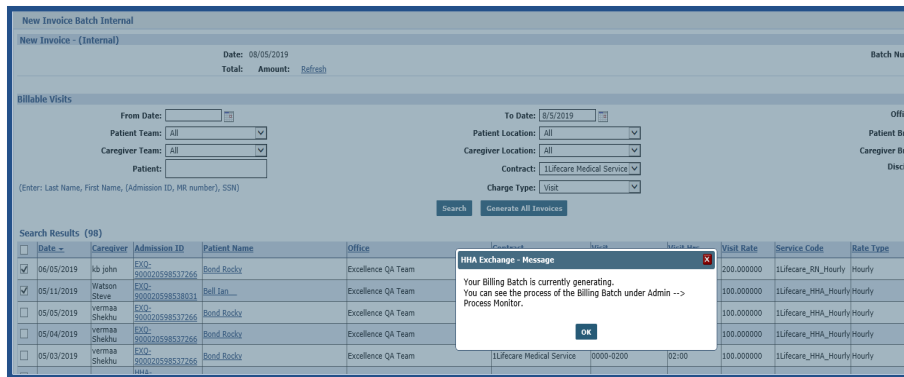 New Invoice Batch Internal
New Invoice - (Internal)
Date: 08/05/2019
Batch Nu
Total: Amount: Refresh
Billable Visits
From Date: To Date: 8/5/2019 Offi
Patient Team: All Patient Location: All Patient B
Caregiver Team: All Caregiver Location: All Caregiver B
Patient: Contract: 1Lifecare Medical Service Disci
(Enter: Last Name, First Name, (Admission ID, MR number), SSN) Charge Type: Visit
Search Generate All Invoices
Search Results (98)
Date Caregiver Admission ID Patient Name Office Visit Rate Service Code Rate Type
06/05/2019 kb john EXQ-900020598537266 Bond Rocky Excellence QA Team 200.000000 1Lifecare_RN_Hourly Hourly
05/11/2019 Watson Steve EXQ-900020598538031 Bell Ian Excellence QA Team 100.000000 1Lifecare_HHA_Hourly Hourly
05/05/2019 vermaa Shekhu EXQ-900020598537266 Bond Rocky Excellence QA Team 100.000000 1Lifecare_HHA_Hourly Hourly
05/04/2019 vermaa Shekhu EXQ-900020598537266 Bond Rocky Excellence QA Team 100.000000 1Lifecare_HHA_Hourly Hourly
05/03/2019 vermaa Shekhu EXQ-900020598537266 Bond Rocky Excellence QA Team 1Lifecare Medical Service 0000-0200 02:00 100.000000 1Lifecare_HHA_Hourly Hourly
HHA-
HHA Exchange - Message
X
Your Billing Batch is currently generating.
You can see the process of the Billing Batch under Admin -->
Process Monitor.
OK